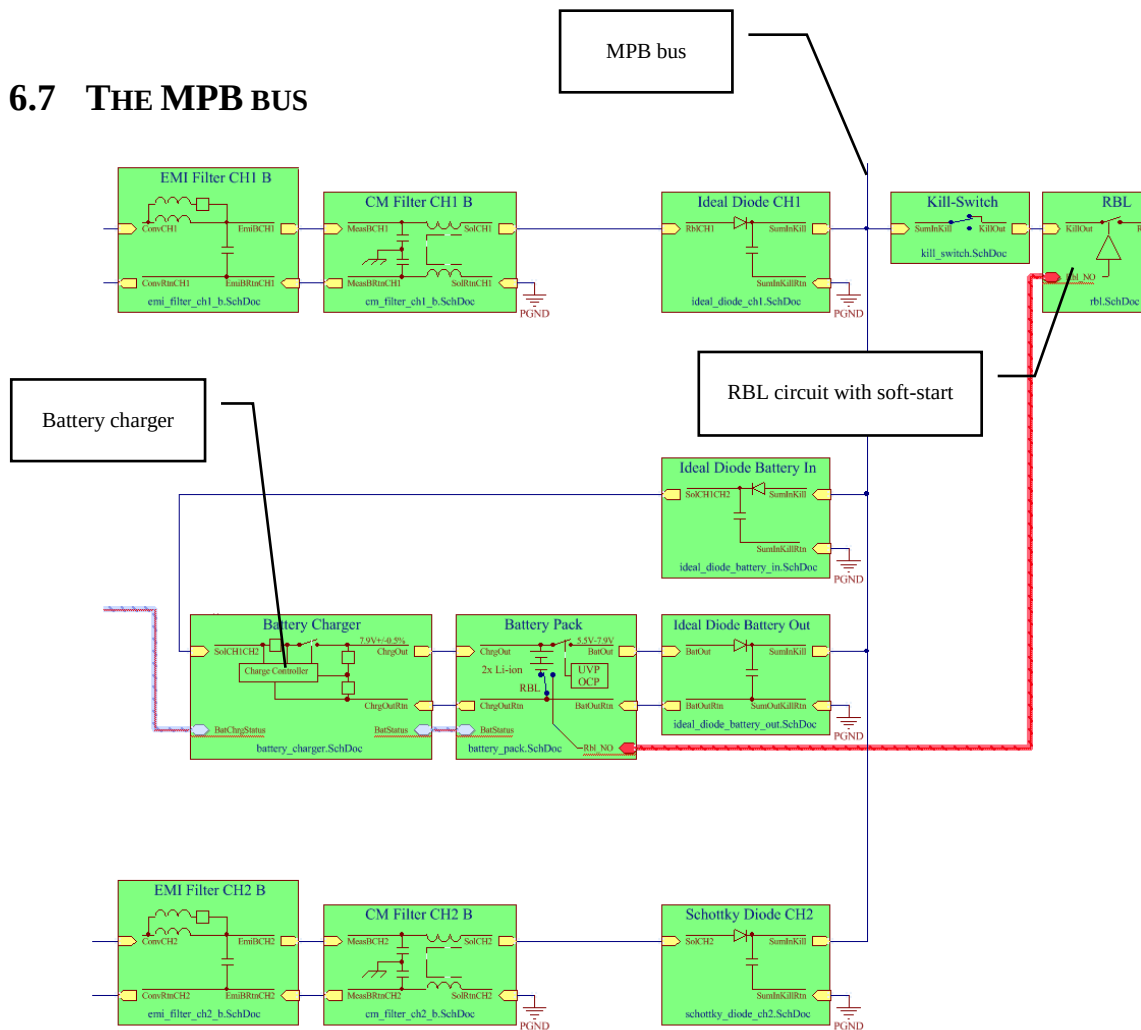 MPB bus
6.7 THE MPB BUS
EMI Filter CH1 B
ConvCH1
EmiBCH1
ConvRtnCH1
EmiBRtnCH1
emi_filter_ch1_b.SchDoc
CM Filter CH1 B
MeasBCH1
SolCH1
MeasBRtnCH1
SolRtnCH1
cm_filter_ch1_b.SchDoc
PGND
Ideal Diode CH1
RblCH1
SumInKill
SumInKillRtn
ideal_diode_ch1.SchDoc
PGND
Kill-Switch
SumInKill
KillOut
kill_switch.SchDoc
RBL
KillOut
R
Rbl_NO
rbl.SchDoc
RBL circuit with soft-start
Battery charger
Ideal Diode Battery In
SolCH1CH2
SumInKill
SumInKillRtn
ideal_diode_battery_in.SchDoc
PGND
Battery Charger
SolCH1CH2
7.9V+/-0.5%
ChrgOut
Charge Controller
ChrgOutRtn
BatChrgStatus
BatStatus
battery_charger.SchDoc
Battery Pack
ChrgOut
5.5V-7.9V
BatOut
2x Li-ion
RBL
UVP
OCP
ChrgOutRtn
BatOutRtn
BatStatus
Rbl_NO
battery_pack.SchDoc
Ideal Diode Battery Out
BatOut
SumInKill
BatOutRtn
SumOutKillRtn
ideal_diode_battery_out.SchDoc
PGND
EMI Filter CH2 B
ConvCH2
EmiBCH2
ConvRtnCH2
EmiBRtnCH2
emi_filter_ch2_b.SchDoc
CM Filter CH2 B
MeasBCH2
SolCH2
MeasBRtnCH2
SolRtnCH2
cm_filter_ch2_b.SchDoc
PGND
Schottky Diode CH2
SolCH2
SumInKill
SumInKillRtn
schottky_diode_ch2.SchDoc
PGND